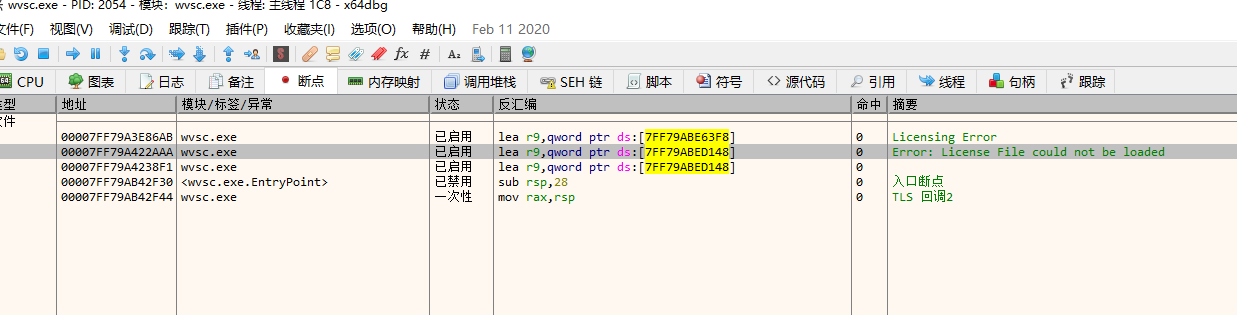 wvsc.exe - PID: 2054 - 模块: wvsc.exe - 线程: 主线程 1C8 - x64dbg
文件(F) 视图(V) 调试(D) 跟踪(T) 插件(P) 收藏夹(I) 选项(O) 帮助(H) Feb 11 2020
CPU 图表 日志 备注 断点 内存映射 调用堆栈 SEH 链 脚本 符号 源代码 引用 线程 句柄 跟踪
类型 地址 模块/标签/异常 状态 反汇编 命中 摘要
软件
00007FF79A3E86AB wvsc.exe 已启用 lea r9,qword ptr ds:[7FF79ABE63F8] 0 Licensing Error
00007FF79A422AAA wvsc.exe 已启用 lea r9,qword ptr ds:[7FF79ABED148] 0 Error: License File could not be loaded
00007FF79A4238F1 wvsc.exe 已启用 lea r9,qword ptr ds:[7FF79ABED148] 0
00007FF79AB42F30 <wvsc.exe.EntryPoint> 已禁用 sub rsp,28 0 入口断点
00007FF79AB42F44 wvsc.exe 一次性 mov rax,rsp 0 TLS 回调2